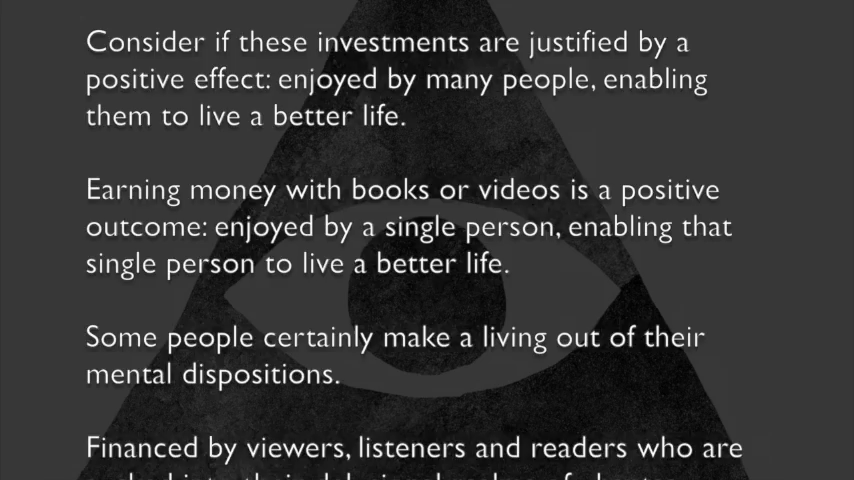 Consider if these investments are justified by a
positive effect: enjoyed by many people, enabling
them to live a better life.
Earning money with books or videos is a positive
outcome: enjoyed by a single person, enabling that
single person to live a better life.
Some people certainly make a living out of their
mental dispositions.
Financed by viewers, listeners and readers who are